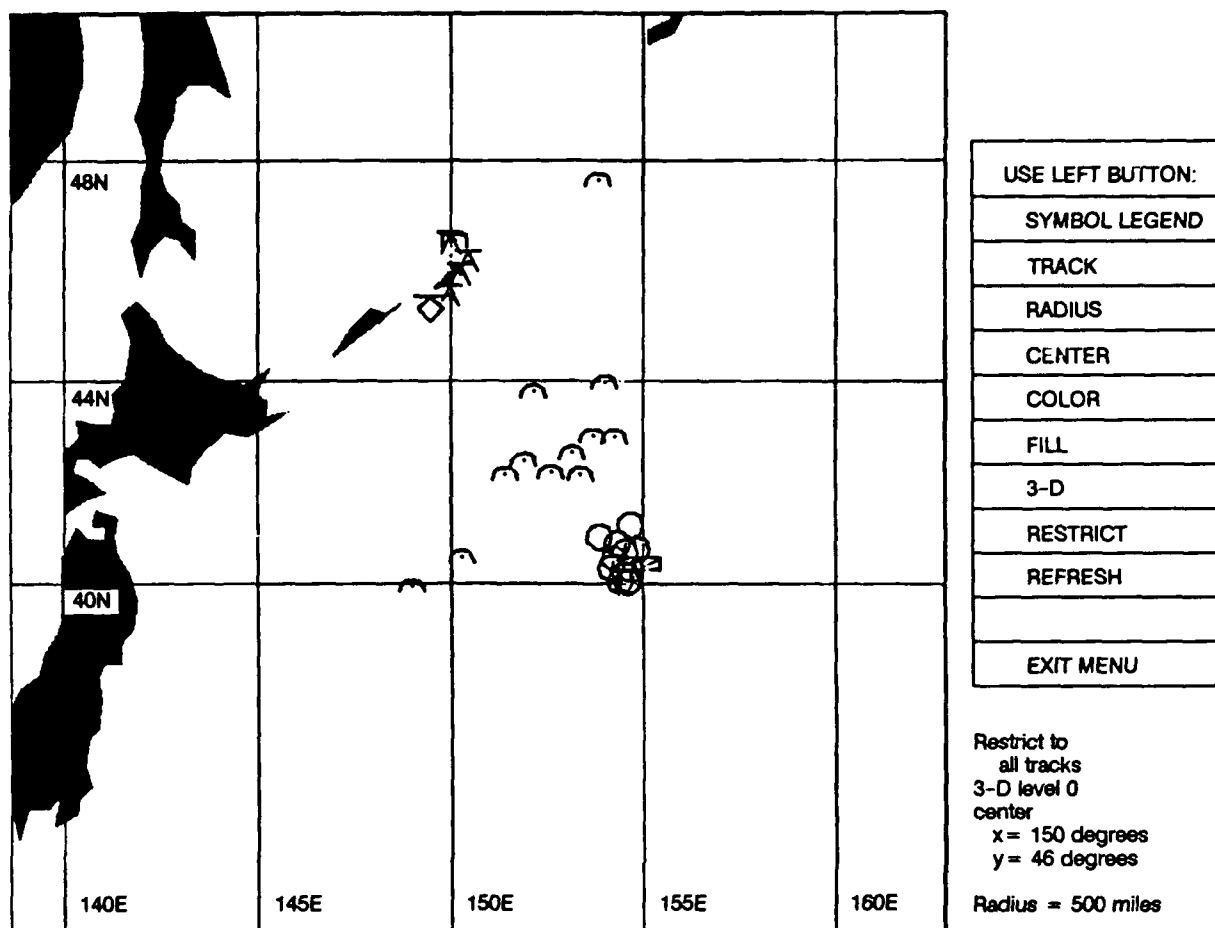 48N
44N
40N
140E 145E 150E 155E 160E
USE LEFT BUTTON:
SYMBOL LEGEND
TRACK
RADIUS
CENTER
COLOR
FILL
3-D
RESTRICT
REFRESH
EXIT MENU
Restrict to
all tracks
3-D level 0
center
x = 150 degrees
y = 46 degrees
Radius = 500 miles